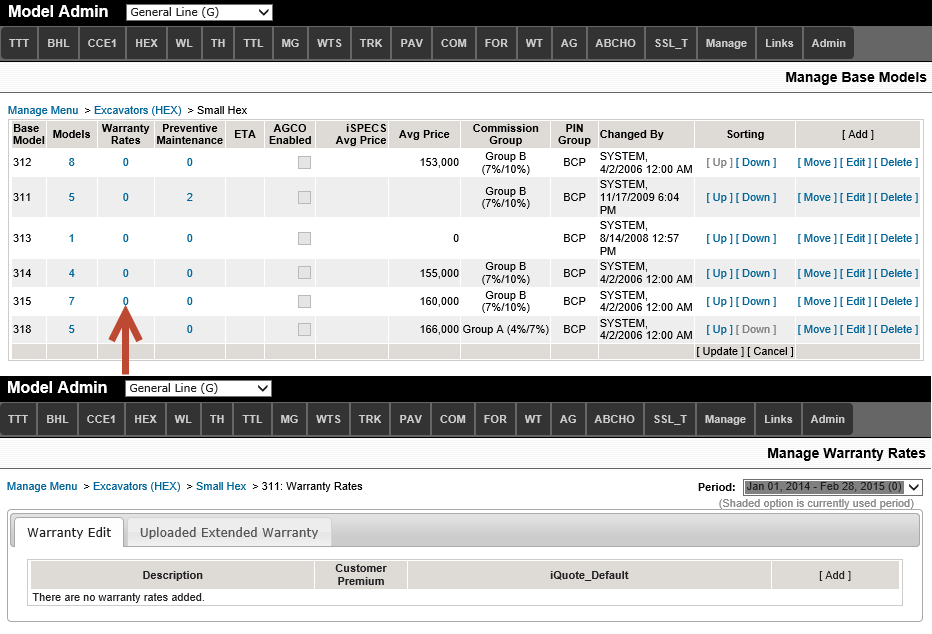 Model Admin General Line (G)
TTT BHL CCE1 HEX WL TH TTL MG WTS TRK PAV COM FOR WT AG ABCHO SSL_T Manage Links Admin
Manage Base Models
Manage Menu > Excavators (HEX) > Small Hex
Base Model Models Warranty Rates Preventive Maintenance ETA AGCO Enabled iSPECS Avg Price Avg Price Commission Group PIN Group Changed By Sorting [ Add ]
312 8 0 0 153,000 Group B (7%/10%) BCP SYSTEM, 4/2/2006 12:00 AM [ Up ] [ Down ] [ Move ] [ Edit ] [ Delete ]
311 5 0 2 Group B (7%/10%) BCP SYSTEM, 11/17/2009 6:04 PM [ Up ] [ Down ] [ Move ] [ Edit ] [ Delete ]
313 1 0 0 0 BCP SYSTEM, 8/14/2008 12:57 PM [ Up ] [ Down ] [ Move ] [ Edit ] [ Delete ]
314 4 0 0 155,000 Group B (7%/10%) BCP SYSTEM, 4/2/2006 12:00 AM [ Up ] [ Down ] [ Move ] [ Edit ] [ Delete ]
315 7 0 0 160,000 Group B (7%/10%) BCP SYSTEM, 4/2/2006 12:00 AM [ Up ] [ Down ] [ Move ] [ Edit ] [ Delete ]
318 5 0 166,000 Group A (4%/7%) BCP SYSTEM, 4/2/2006 12:00 AM [ Up ] [ Down ] [ Move ] [ Edit ] [ Delete ]
[ Update ] [ Cancel ]
Model Admin General Line (G)
TTT BHL CCE1 HEX WL TH TTL MG WTS TRK PAV COM FOR WT AG ABCHO SSL_T Manage Links Admin
Manage Warranty Rates
Manage Menu > Excavators (HEX) > Small Hex > 311: Warranty Rates Period: Jan 01, 2014 - Feb 28, 2015 (0)
(Shaded option is currently used period)
Warranty Edit Uploaded Extended Warranty
Description Customer Premium iQuote_Default [ Add ]
There are no warranty rates added.